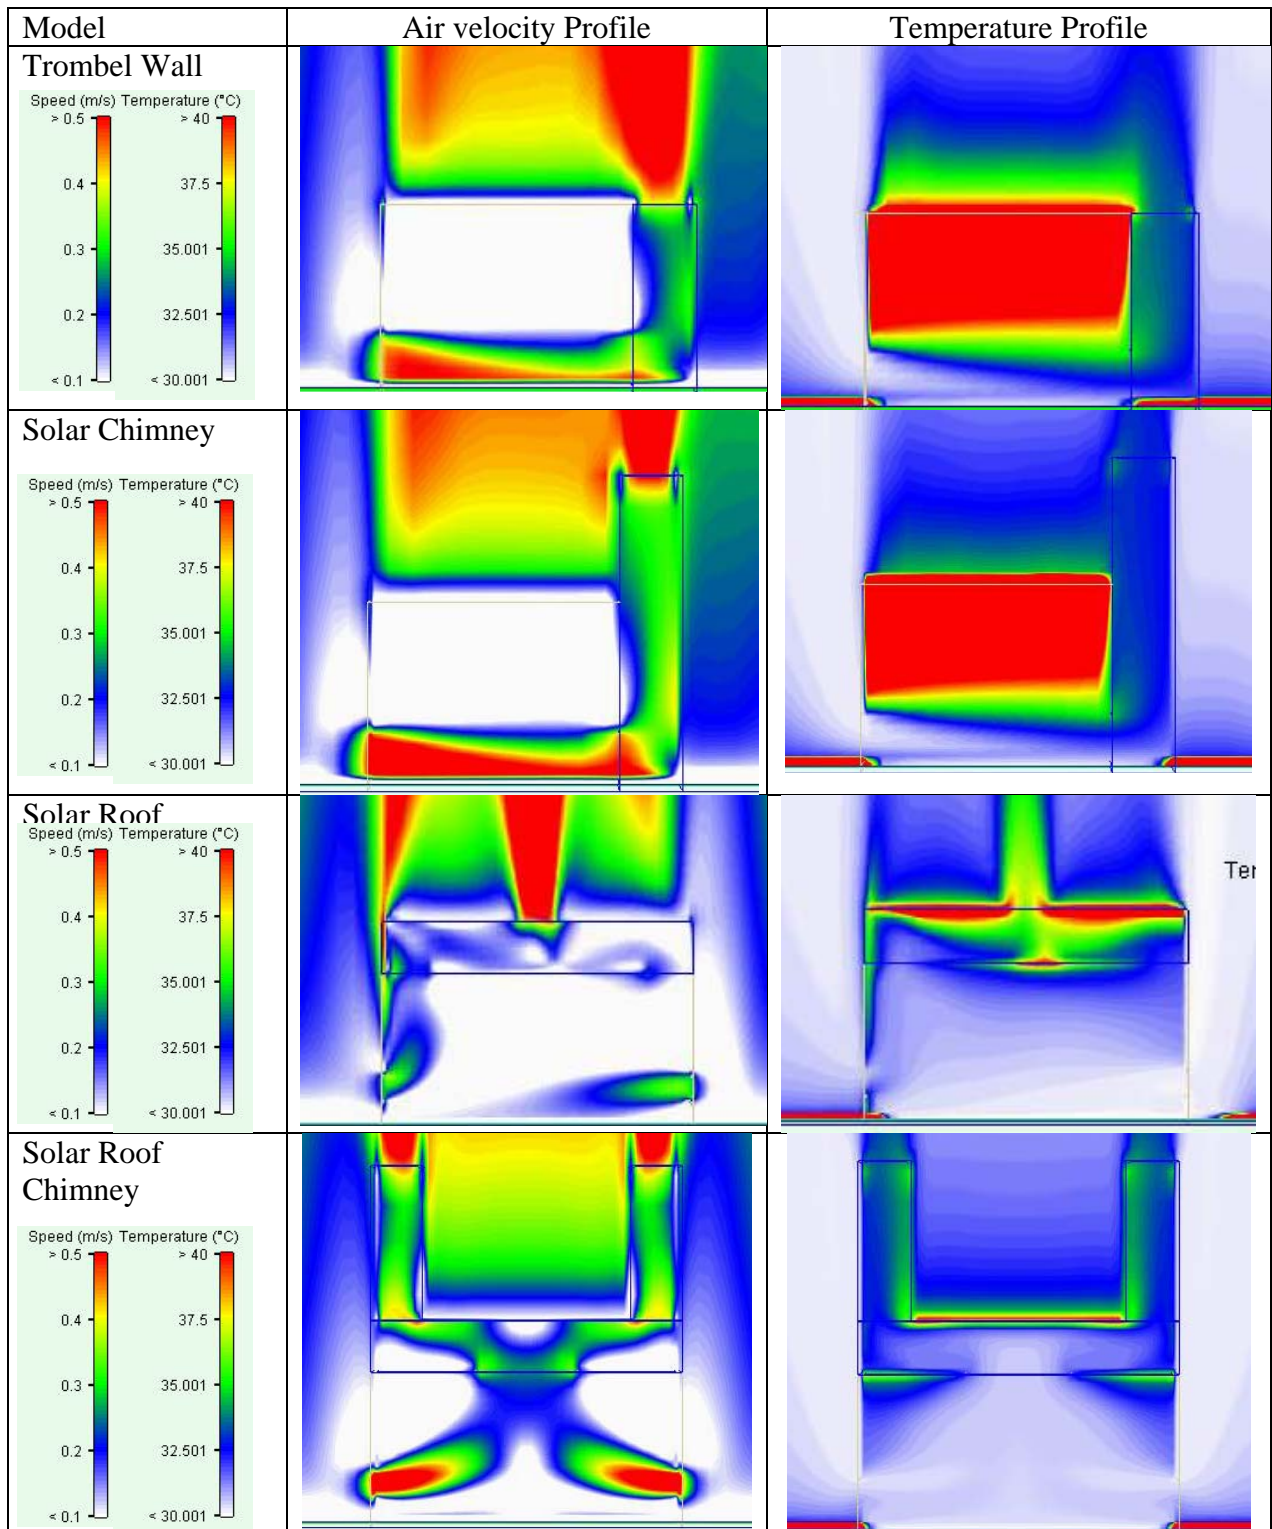 Model Air velocity Profile Temperature Profile
Trombel Wall
Speed (m/s) Temperature (°C)
> 0.5 > 40
0.4 37.5
0.3 35.001
0.2 32.501
< 0.1 < 30.001
Solar Chimney
Speed (m/s) Temperature (°C)
> 0.5 > 40
0.4 37.5
0.3 35.001
0.2 32.501
< 0.1 < 30.001
Solar Roof
Speed (m/s) Temperature (°C)
> 0.5 > 40
0.4 37.5
Ter
0.3 35.001
0.2 32.501
< 0.1 < 30.001
Solar Roof
Chimney
Speed (m/s) Temperature (°C)
> 0.5 > 40
0.4 37.5
0.3 35.001
0.2 32.501
< 0.1 < 30.001